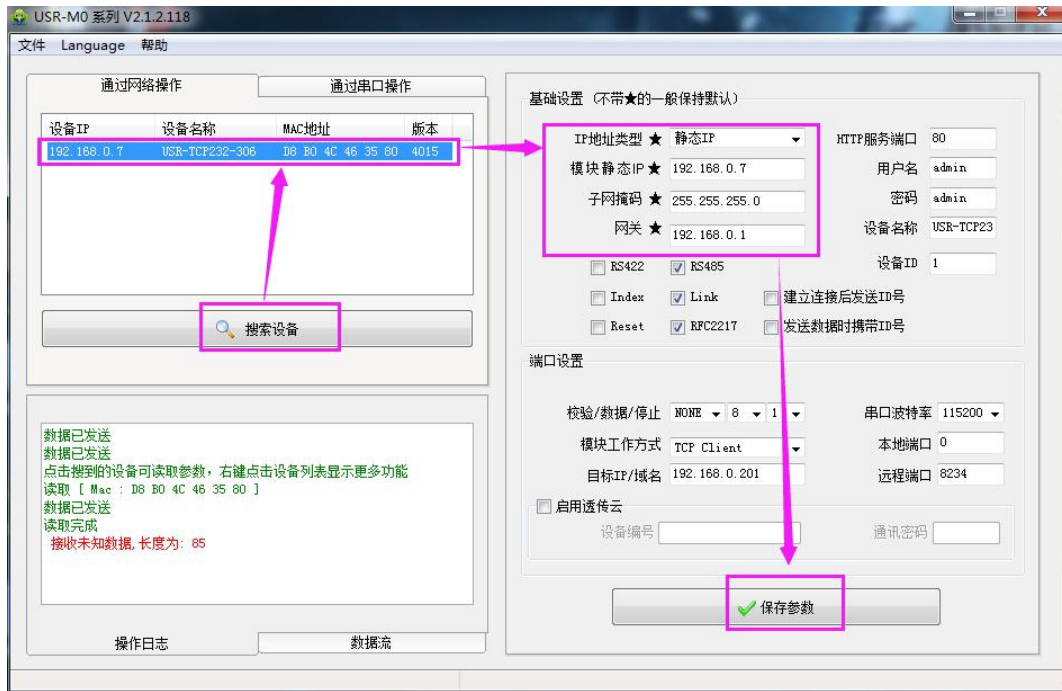 USR-M0 系列 V2.1.2.118
文件 Language 帮助
通过网络操作 通过串口操作
设备IP 设备名称 MAC地址 版本
192.168.0.7 USR-TCP232-306 D8 B0 4C 46 35 80 4015
搜索设备
数据已发送
数据已发送
点击搜到的设备可读取参数，右键点击设备列表显示更多功能
读取 [ Mac : D8 B0 4C 46 35 80 ]
数据已发送
读取完成
接收未知数据,长度为: 85
操作日志 数据流
基础设置 (不带★的一般保持默认)
IP地址类型 ★ 静态IP HTTP服务端口 80
模块静态IP★ 192.168.0.7 用户名 admin
子网掩码 ★ 255.255.255.0 密码 admin
网关 ★ 192.168.0.1 设备名称 USR-TCP23
RS422 RS485 设备ID 1
Index Link 建立连接后发送ID号
Reset RFC2217 发送数据时携带ID号
端口设置
校验/数据/停止 NONE 8 1 串口波特率 115200
模块工作方式 TCP Client 本地端口 0
目标IP/域名 192.168.0.201 远程端口 8234
启用透传云
设备编号 通讯密码
保存参数